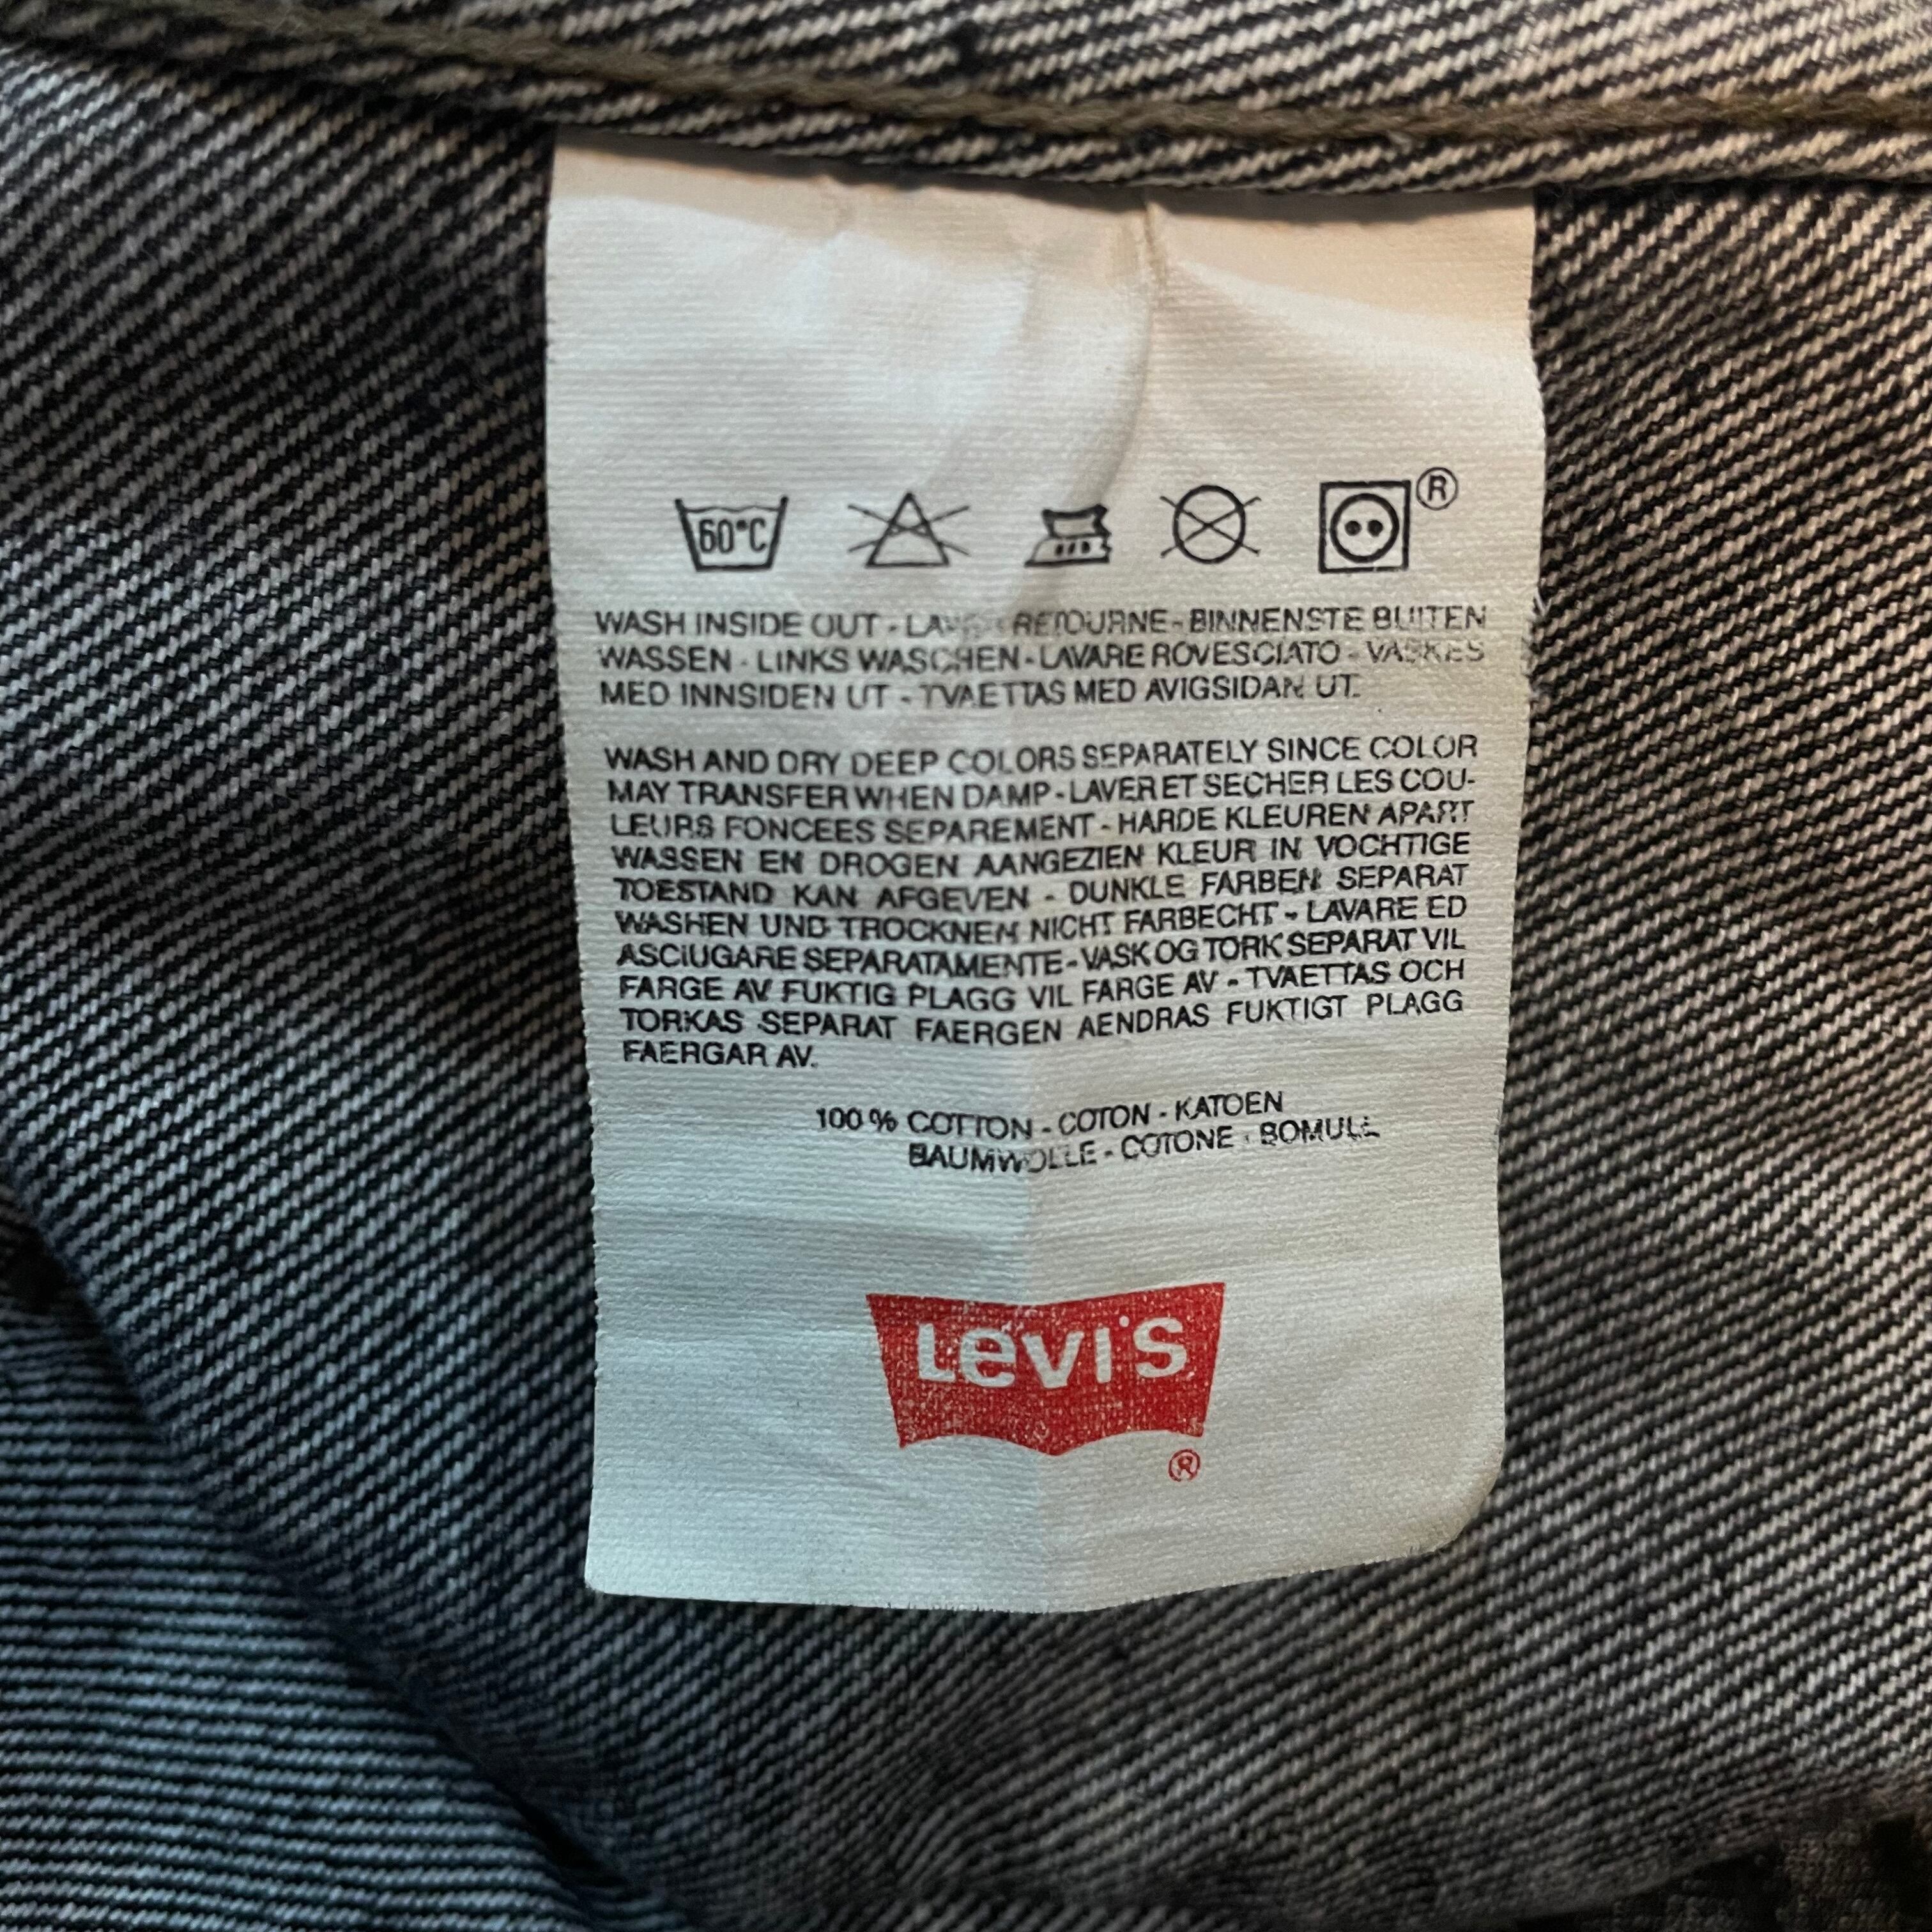 60°C
®
WASH INSIDE OUT - RETOURNE - BINNENSTE BUITEN
WASSEN - LINKS WASCHEN - LAVARE ROVESCIATO - VASKES
MED INNSIDEN UT - TVAETTAS MED AVIGSIDAN UT.
WASH AND DRY DEEP COLORS SEPARATELY SINCE COLOR
MAY TRANSFER WHEN DAMP - LAVER ET SECHER LES COU-
LEURS FONCEES SEPAREMENT - HARDE KLEUREN APART
WASSEN EN DROGEN AANGEZIEN KLEUR IN VOCHTIGE
TOESTAND KAN AFGEVEN - DUNKLE FARBEN SEPARAT
WASHEN UND TROCKNEN NICHT FARBECHT - LAVARE ED
ASCIUGARE SEPARATAMENTE - VASK OG TORK SEPARAT VIL
FARGE AV FUKTIG PLAGG VIL FARGE AV - TVAETTAS OCH
TORKAS SEPARAT FAERGEN AENDRAS FUKTIGT PLAGG
FAERGAR AV.
100 % COTTON - COTON - KATOEN
BAUMWOLLE - COTONE - BOMULL
LEVI'S
®